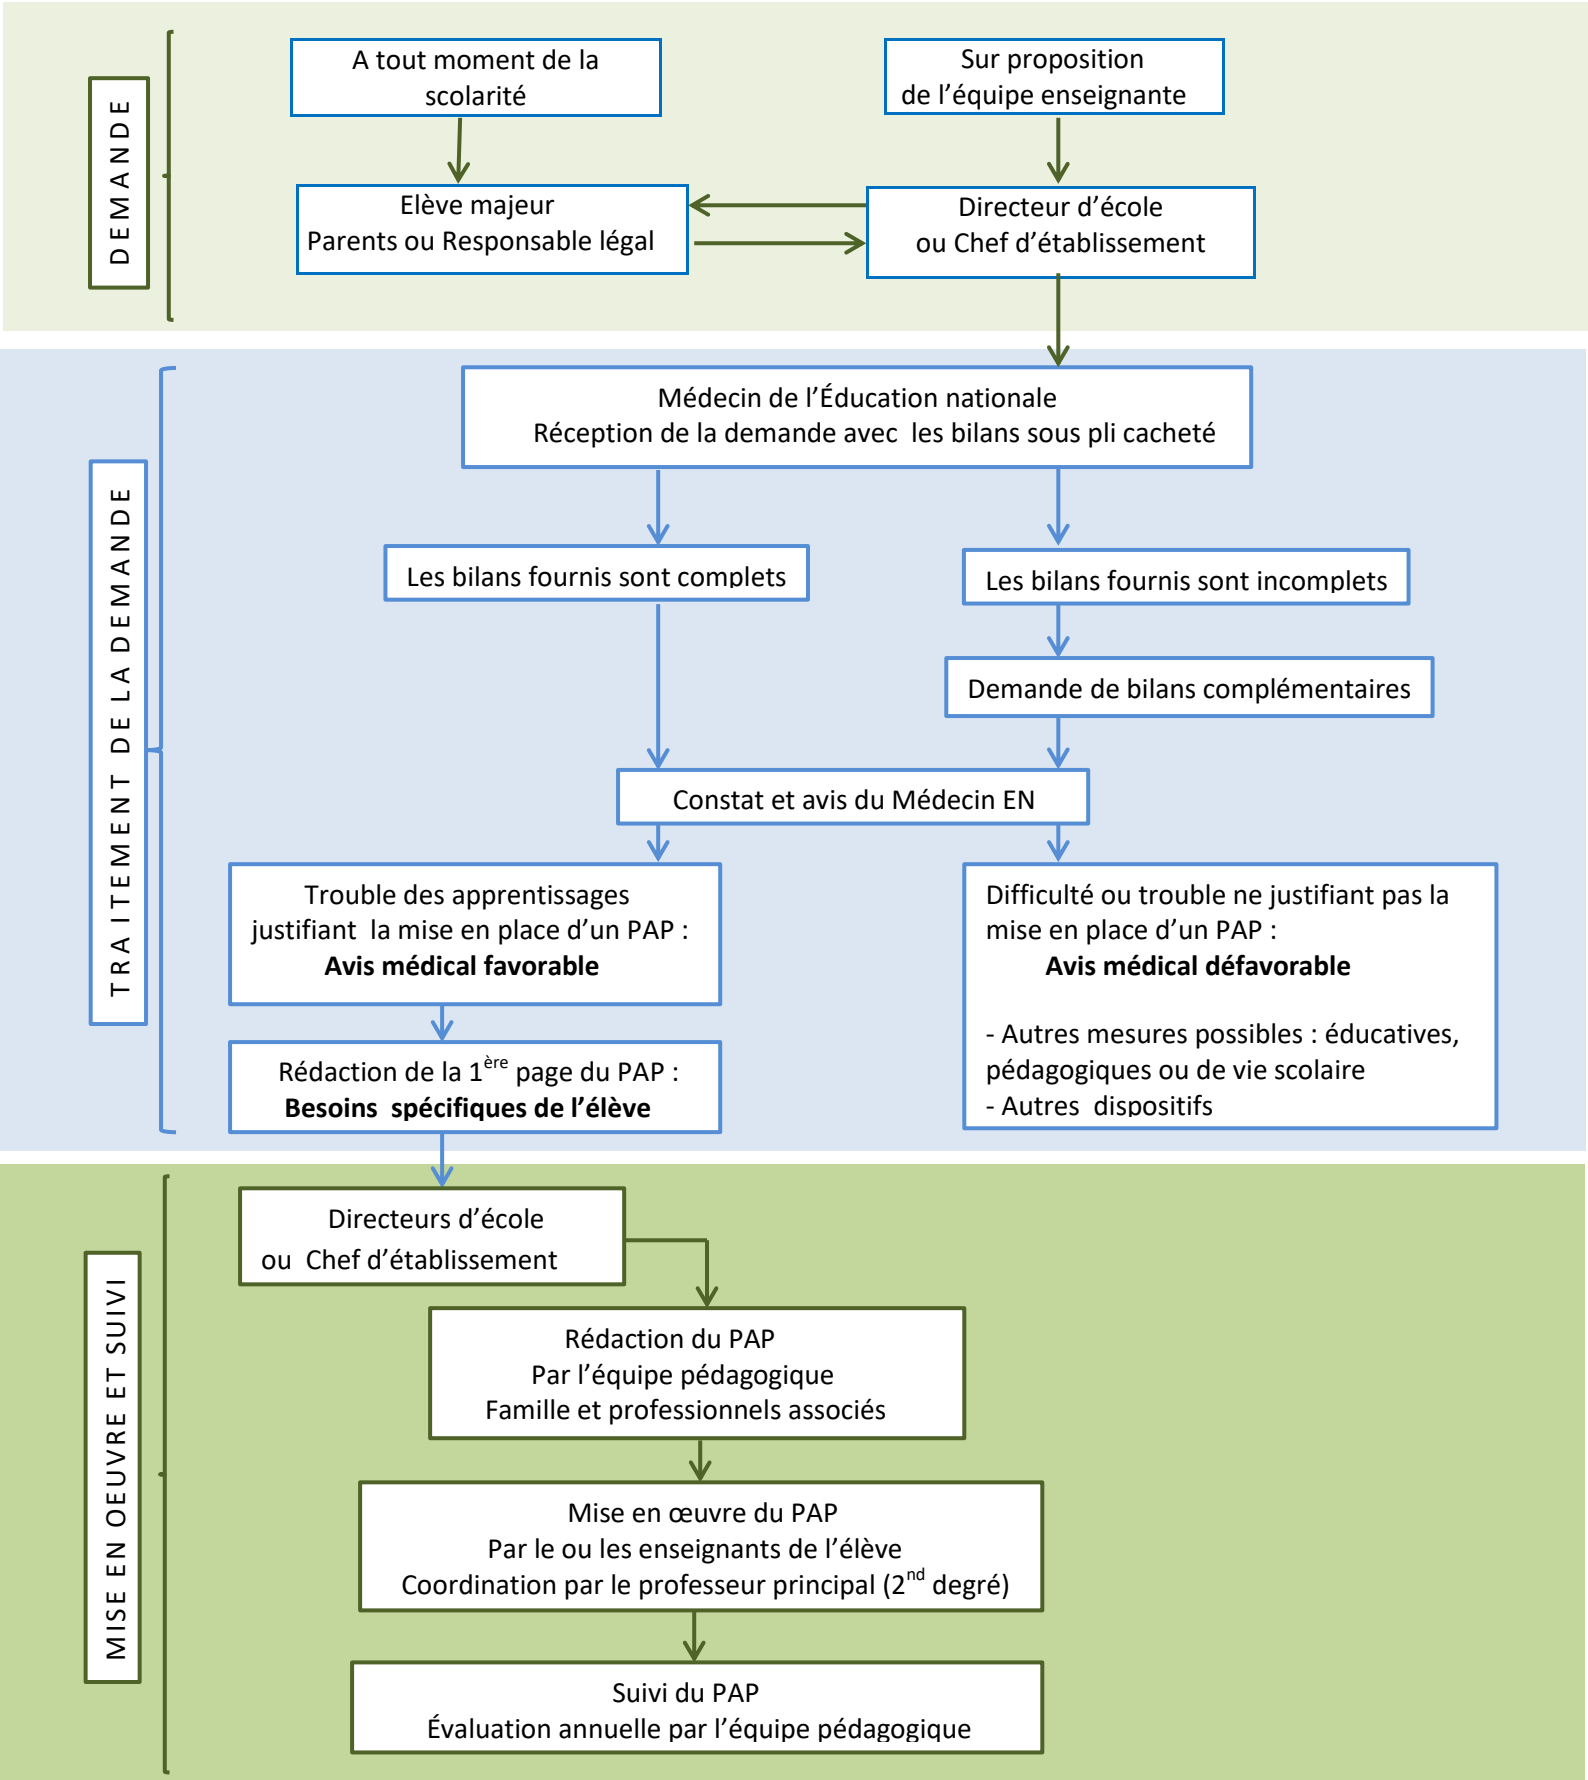 DEMANDE
A tout moment de la
scolarité
Sur proposition
de l’équipe enseignante
Elève majeur
Parents ou Responsable légal
Directeur d’école
ou Chef d’établissement
TRAITEMENT DE LA DEMANDE
Médecin de l’Éducation nationale
Réception de la demande avec les bilans sous pli cacheté
Les bilans fournis sont complets
Les bilans fournis sont incomplets
Demande de bilans complémentaires
Constat et avis du Médecin EN
Trouble des apprentissages
justifiant la mise en place d’un PAP :
Avis médical favorable
Difficulté ou trouble ne justifiant pas la
mise en place d’un PAP :
Avis médical défavorable
- Autres mesures possibles : éducatives,
pédagogiques ou de vie scolaire
- Autres dispositifs
Rédaction de la 1ère page du PAP :
Besoins spécifiques de l’élève
MISE EN OEUVRE ET SUIVI
Directeurs d’école
ou Chef d’établissement
Rédaction du PAP
Par l’équipe pédagogique
Famille et professionnels associés
Mise en œuvre du PAP
Par le ou les enseignants de l’élève
Coordination par le professeur principal (2nd degré)
Suivi du PAP
Évaluation annuelle par l’équipe pédagogique